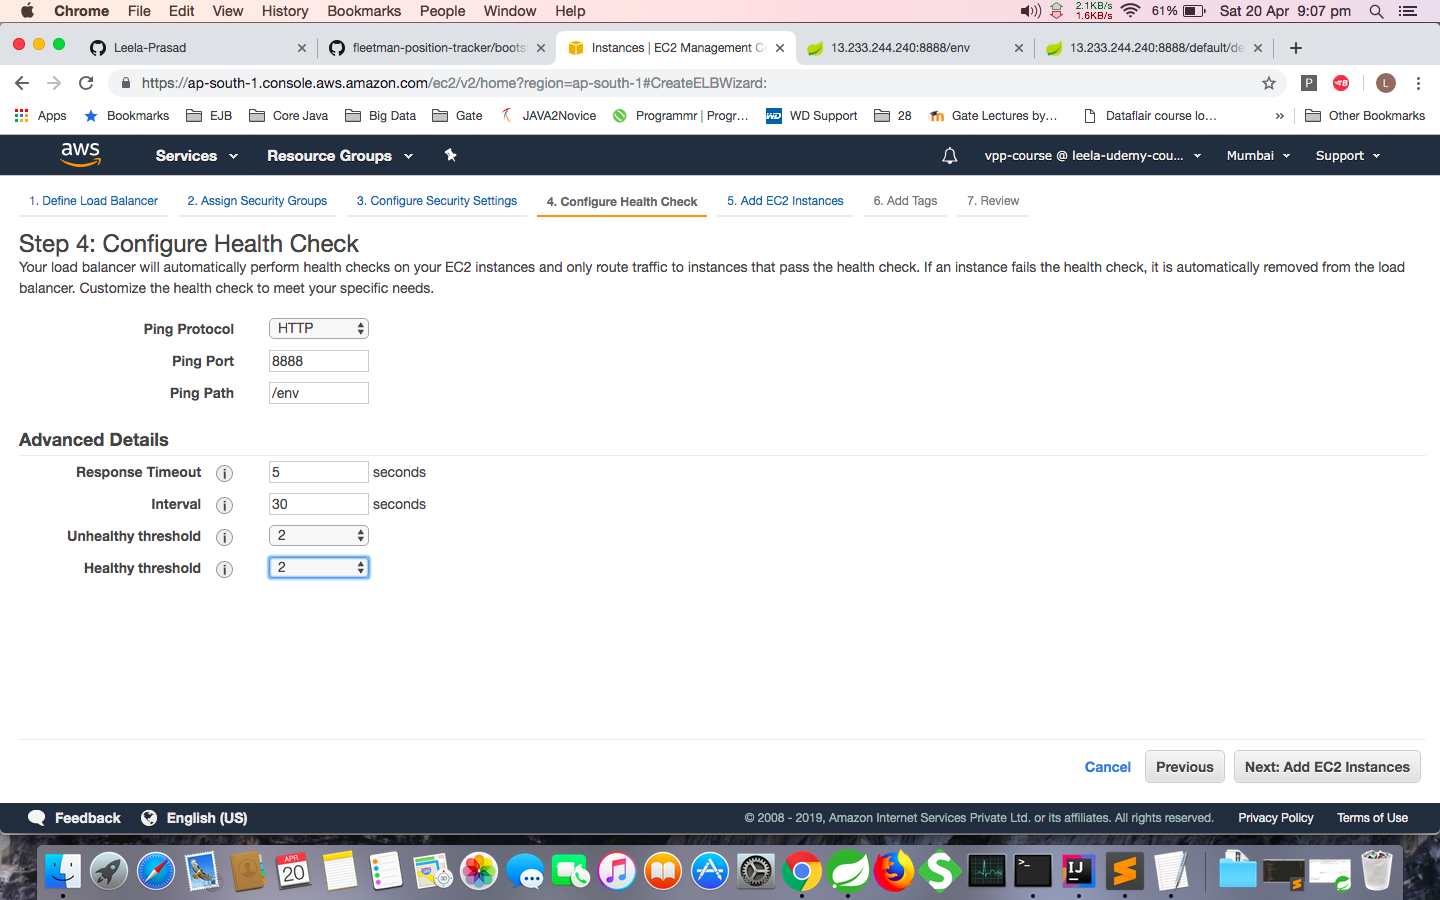 Chrome File Edit View History Bookmarks People Window Help 2.1KB/s 1.6KB/s 61% Sat 20 Apr 9:07 pm
Leela-Prasad fleetman-position-tracker/boots Instances | EC2 Management C 13.233.244.240:8888/env 13.233.244.240:8888/default/de
https://ap-south-1.console.aws.amazon.com/ec2/v2/home?region=ap-south-1#CreateELBWizard: P L
Apps Bookmarks EJB Core Java Big Data Gate JAVA2Novice Programmr | Progr... WD WD Support 28 Gate Lectures by... Dataflair course lo... » Other Bookmarks
aws Services Resource Groups vpp-course @ leela-udemy-cou... Mumbai Support
1. Define Load Balancer 2. Assign Security Groups 3. Configure Security Settings 4. Configure Health Check 5. Add EC2 Instances 6. Add Tags 7. Review
Step 4: Configure Health Check
Your load balancer will automatically perform health checks on your EC2 instances and only route traffic to instances that pass the health check. If an instance fails the health check, it is automatically removed from the load
balancer. Customize the health check to meet your specific needs.
Ping Protocol HTTP
Ping Port 8888
Ping Path /env
Advanced Details
Response Timeout i 5 seconds
Interval i 30 seconds
Unhealthy threshold i 2
Healthy threshold i 2
Cancel Previous Next: Add EC2 Instances
Feedback English (US) © 2008 - 2019, Amazon Internet Services Private Ltd. or its affiliates. All rights reserved. Privacy Policy Terms of Use
APR
20
IJ